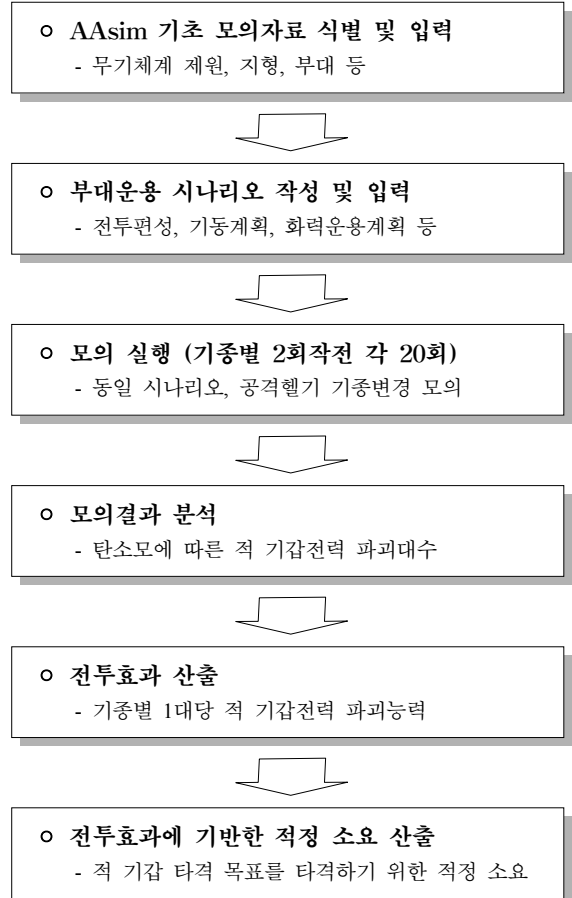 o AAsim 기초 모의자료 식별 및 입력
- 무기체계 제원, 지형, 부대 등
o 부대운용 시나리오 작성 및 입력
- 전투편성, 기동계획, 화력운용계획 등
o 모의 실행 (기종별 2회작전 각 20회)
- 동일 시나리오, 공격헬기 기종변경 모의
o 모의결과 분석
- 탄소모에 따른 적 기갑전력 파괴대수
o 전투효과 산출
- 기종별 1대당 적 기갑전력 파괴능력
o 전투효과에 기반한 적정 소요 산출
- 적 기갑 타격 목표를 타격하기 위한 적정 소요